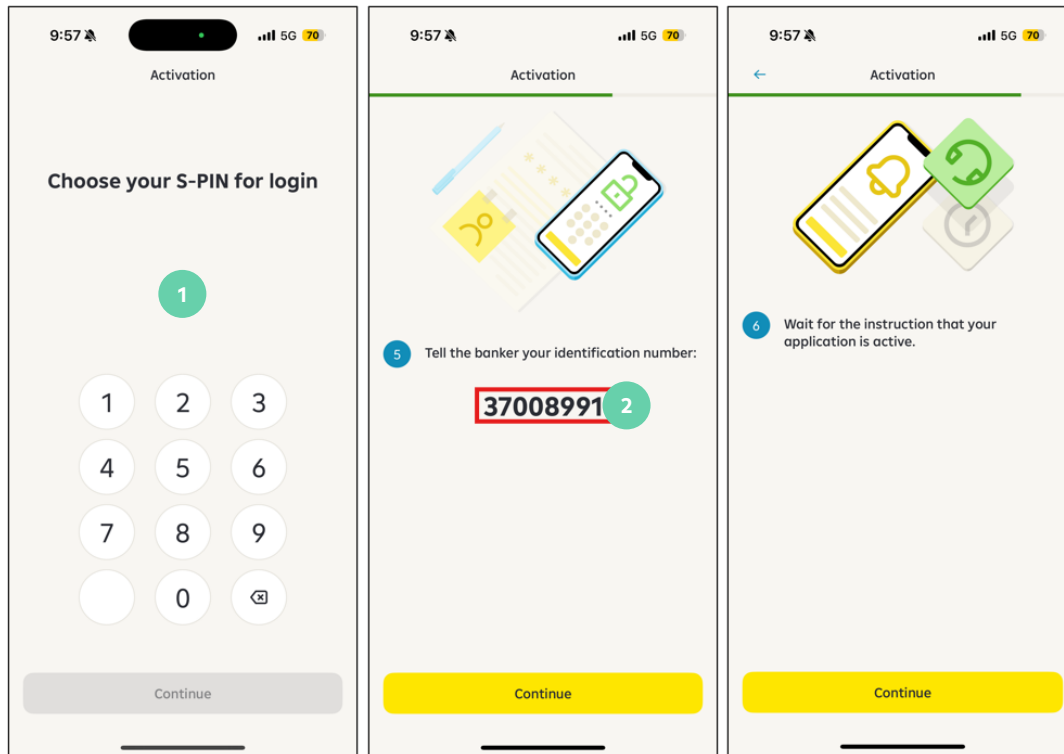 9:57
5G 70
Activation
Choose your S-PIN for login
1
1 2 3
4 5 6
7 8 9
0
Continue
9:57
5G 70
Activation
5 Tell the banker your identification number:
37008991
2
Continue
9:57
5G 70
Activation
6 Wait for the instruction that your
application is active.
Continue